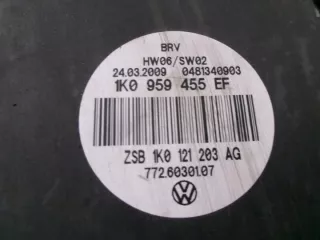 BRV
HW06/SW02
24.03.2009 0481340903
1K0 959 455 EF
ZSB 1K0 121 203 AG
772.60301.07